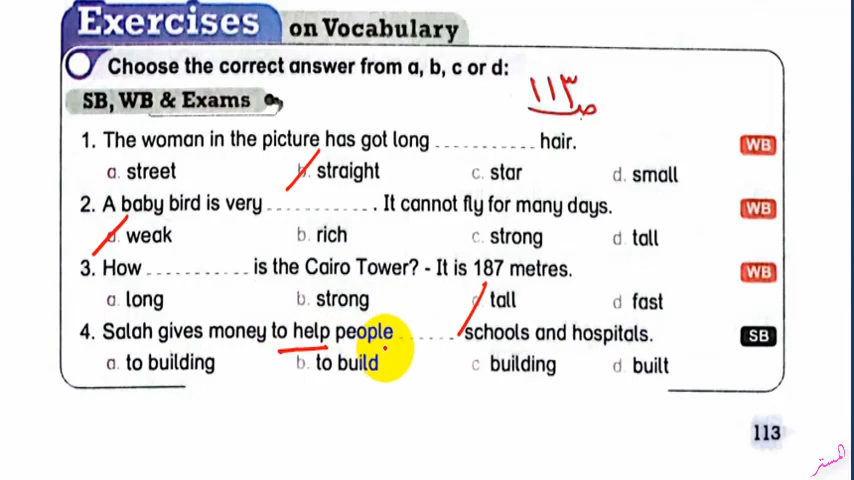 Exercises on Vocabulary
Choose the correct answer from a, b, c or d:
SB, WB & Exams
ص ١١٣
1. The woman in the picture has got long .......... hair. WB
a. street b. straight c. star d. small
2. A baby bird is very .......... . It cannot fly for many days. WB
a. weak b. rich c. strong d. tall
3. How .......... is the Cairo Tower? - It is 187 metres. WB
a. long b. strong c. tall d fast
4. Salah gives money to help people ...... schools and hospitals. SB
a. to building b. to build c building d. built
113
المستر